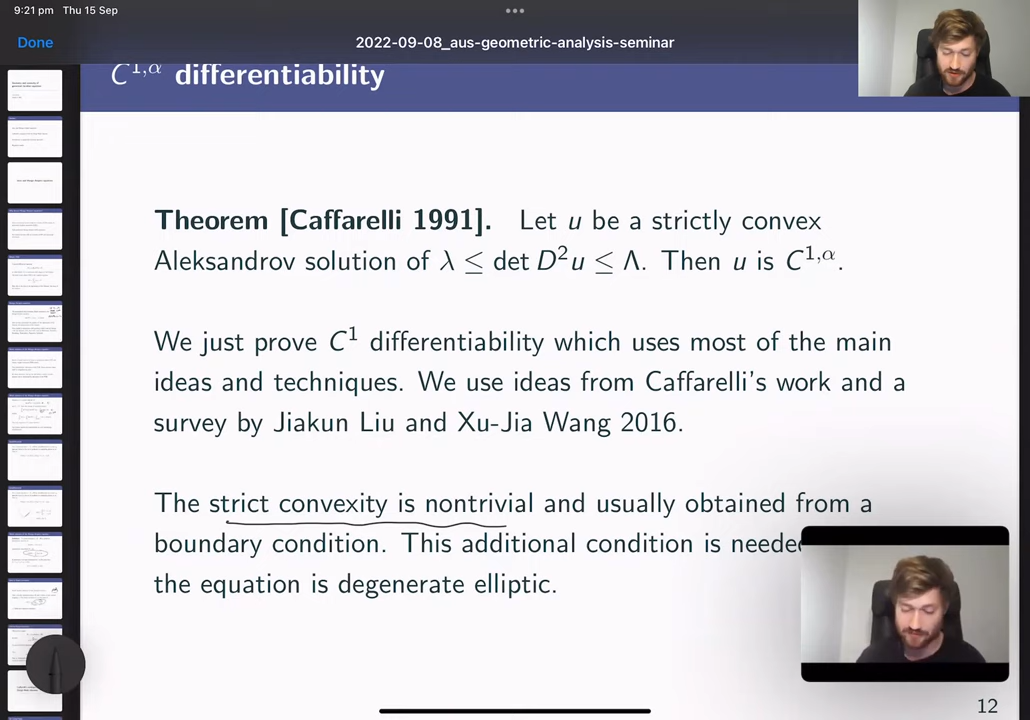 9:21 pm Thu 15 Sep
Done
2022-09-08_aus-geometric-analysis-seminar
C^{1,α} differentiability
Theorem [Caffarelli 1991]. Let u be a strictly convex
Aleksandrov solution of λ ≤ det D²u ≤ Λ. Then u is C^{1,α}.
We just prove C¹ differentiability which uses most of the main
ideas and techniques. We use ideas from Caffarelli's work and a
survey by Jiakun Liu and Xu-Jia Wang 2016.
The strict convexity is nontrivial and usually obtained from a
boundary condition. This additional condition is neede
the equation is degenerate elliptic.
12